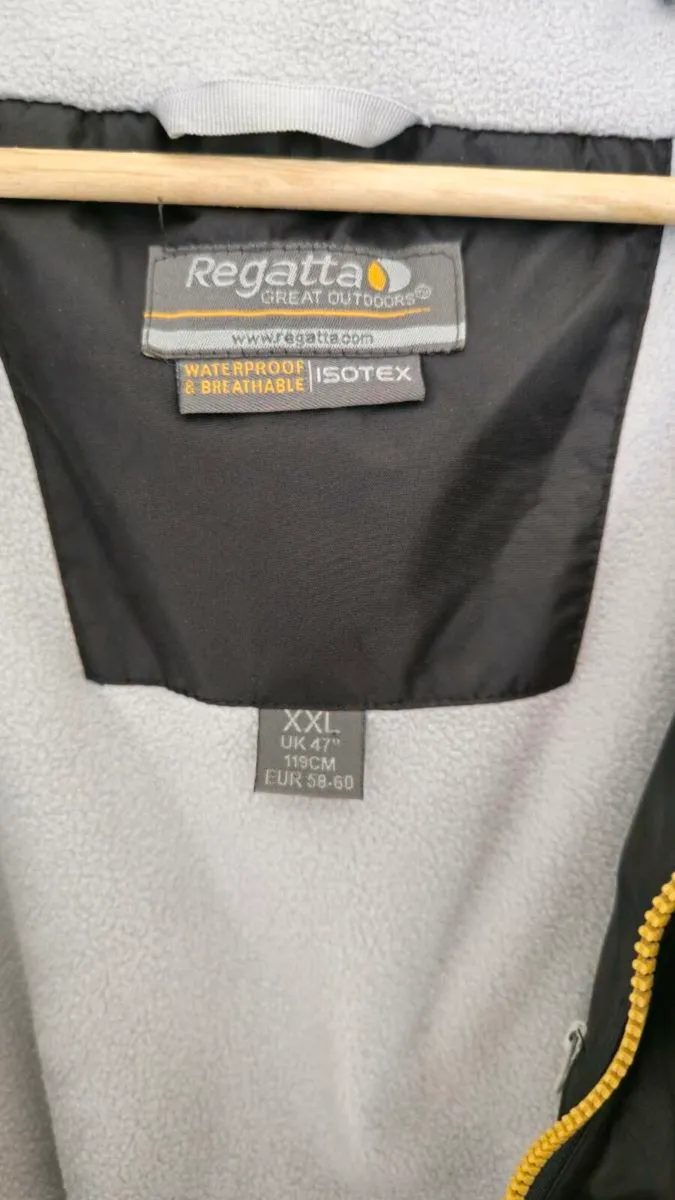 Regatta
GREAT OUTDOORS
www.regatta.com
WATERPROOF
& BREATHABLE
ISOTEX
XXL
UK 47"
119CM
EUR 58-60